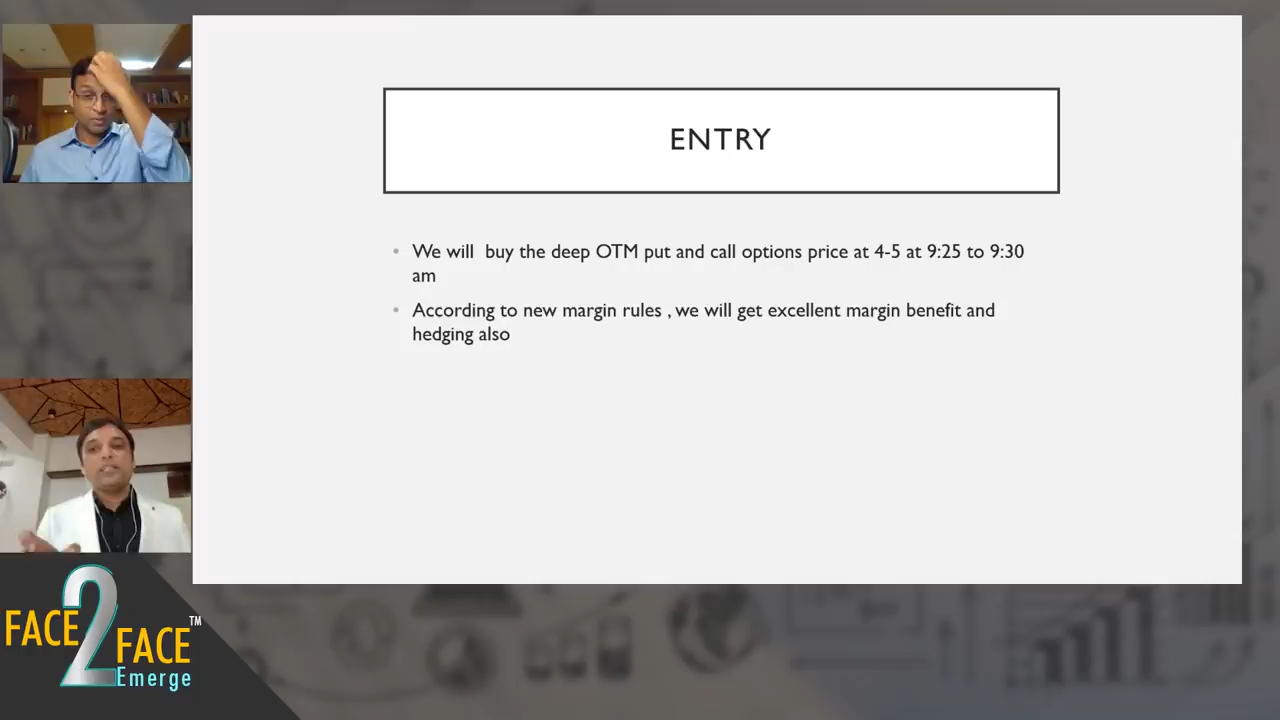 ENTRY
• We will buy the deep OTM put and call options price at 4-5 at 9:25 to 9:30
am
• According to new margin rules , we will get excellent margin benefit and
hedging also
FACE 2 FACE TM
Emerge